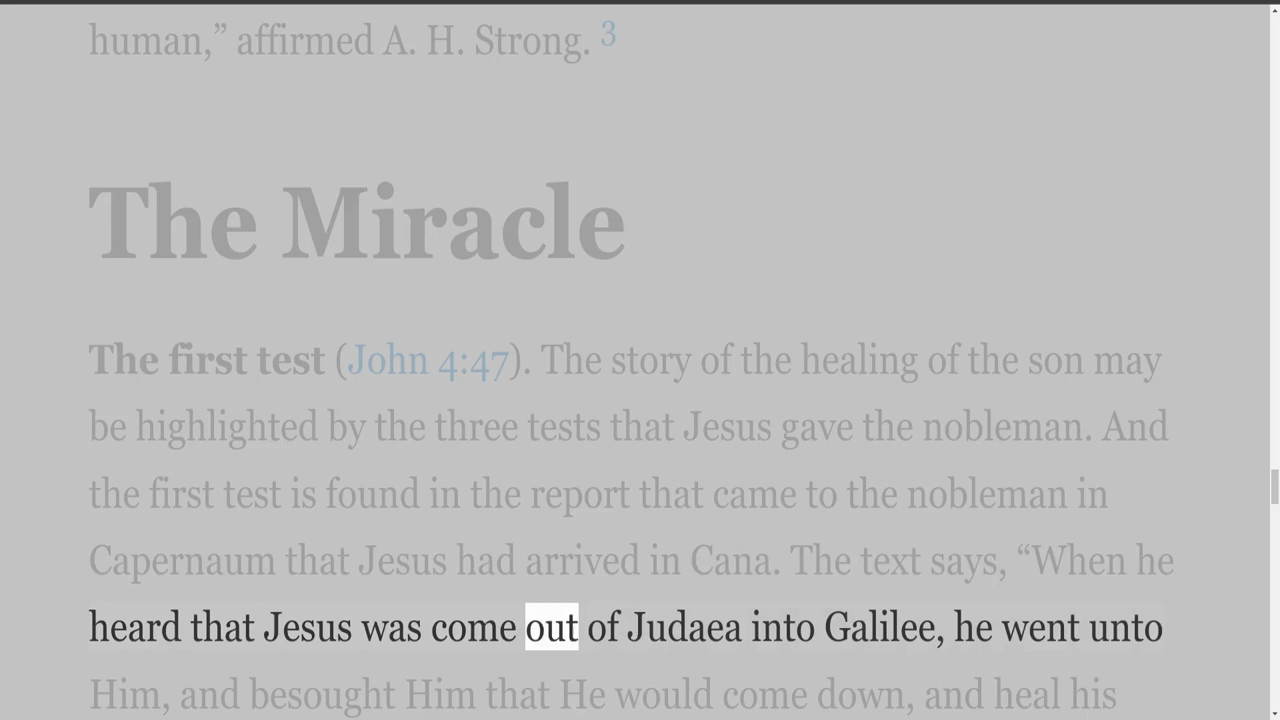 human,” affirmed A. H. Strong. 3
The Miracle
The first test (John 4:47). The story of the healing of the son may
be highlighted by the three tests that Jesus gave the nobleman. And
the first test is found in the report that came to the nobleman in
Capernaum that Jesus had arrived in Cana. The text says, “When he
heard that Jesus was come out of Judaea into Galilee, he went unto
Him, and besought Him that He would come down, and heal his